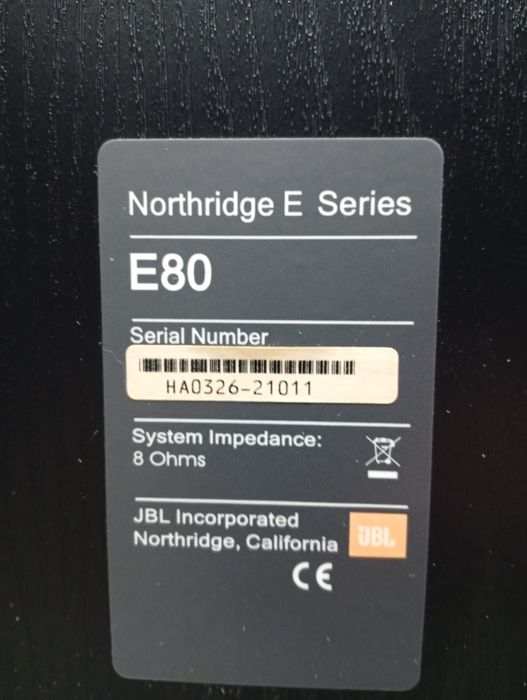 Northridge E Series
E80
Serial Number
HA0326-21011
System Impedance:
8 Ohms
JBL Incorporated
Northridge, California
JBL
CE